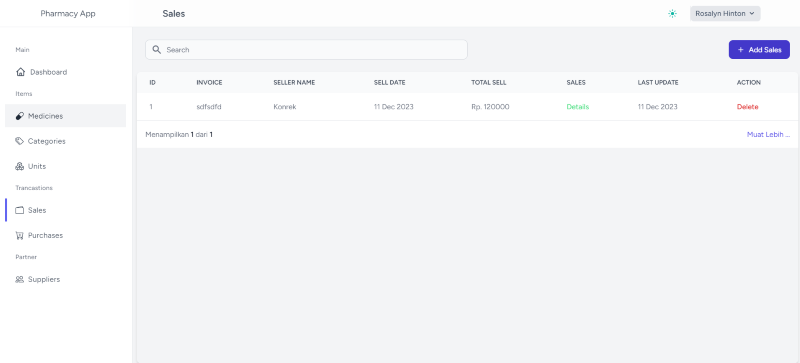 Pharmacy App
Sales
Rosalyn Hinton
Main
Dashboard
Items
Medicines
Categories
Units
Trancastions
Sales
Purchases
Partner
Suppliers
Search
+ Add Sales
ID INVOICE SELLER NAME SELL DATE TOTAL SELL SALES LAST UPDATE ACTION
1 sdfsdfd Konrek 11 Dec 2023 Rp. 120000 Details 11 Dec 2023 Delete
Menampilkan 1 dari 1
Muat Lebih ...